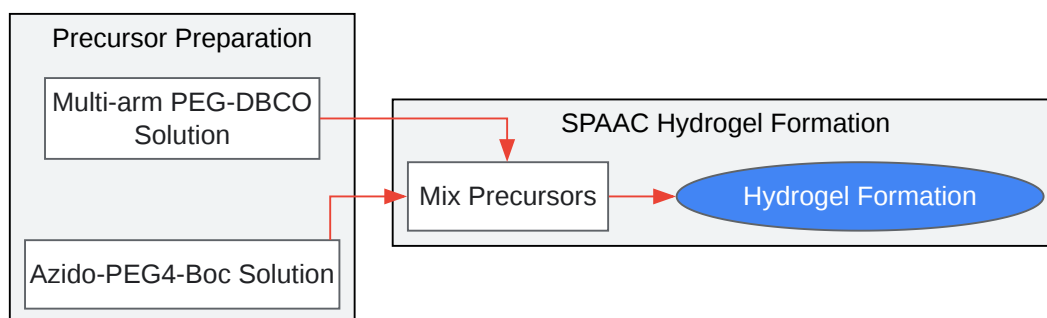 Precursor Preparation
Multi-arm PEG-DBCO
Solution
Azido-PEG4-Boc Solution
SPAAC Hydrogel Formation
Mix Precursors
Hydrogel Formation